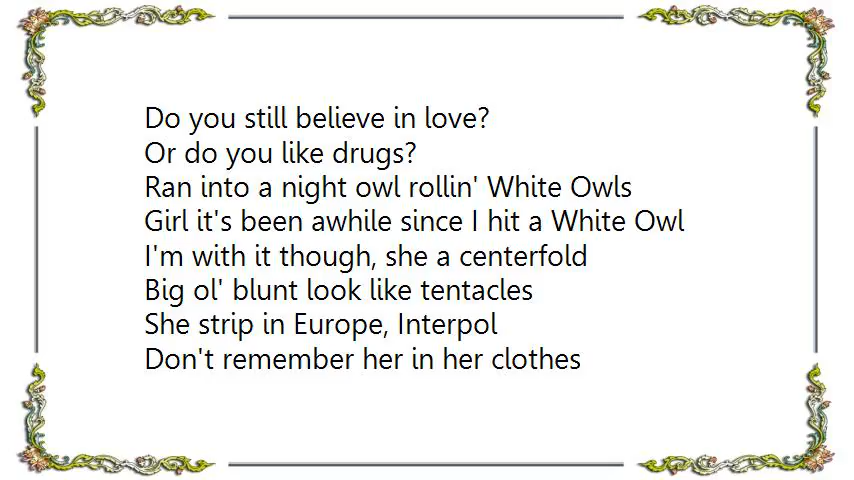 Do you still believe in love?
Or do you like drugs?
Ran into a night owl rollin' White Owls
Girl it's been awhile since I hit a White Owl
I'm with it though, she a centerfold
Big ol' blunt look like tentacles
She strip in Europe, Interpol
Don't remember her in her clothes